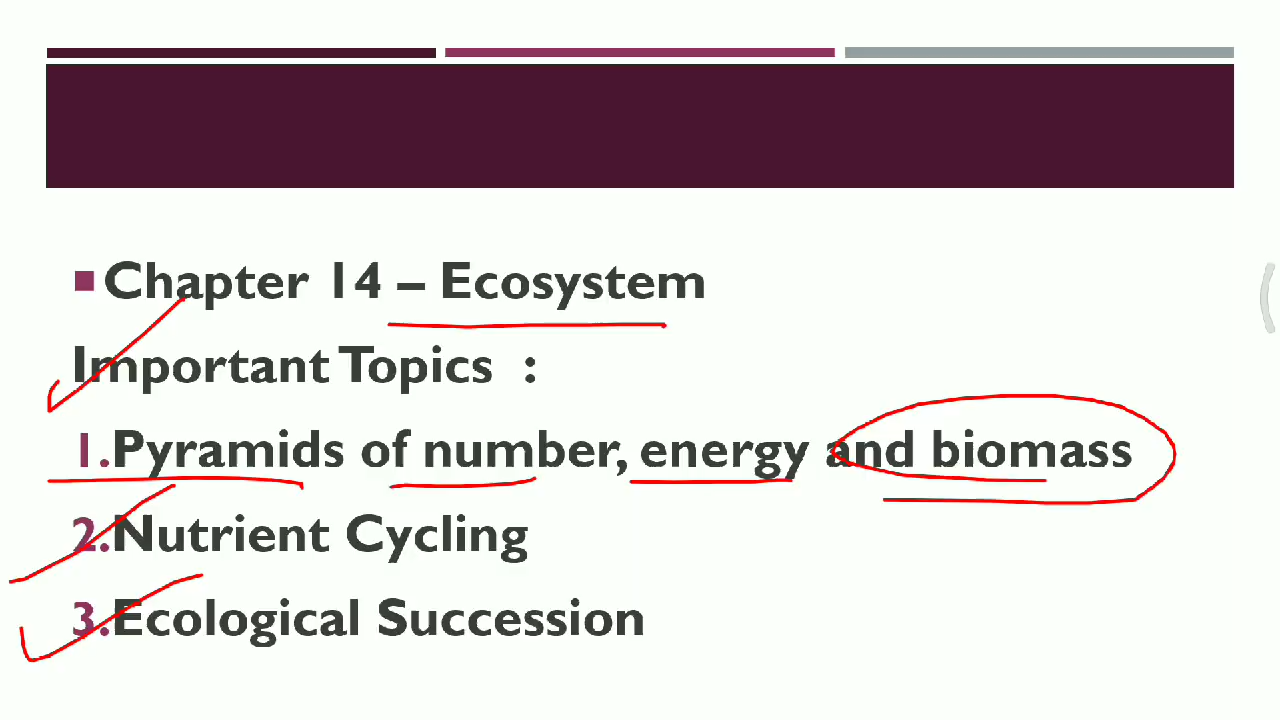 Chapter 14 – Ecosystem
Important Topics :
1.Pyramids of number, energy and biomass
2.Nutrient Cycling
3.Ecological Succession